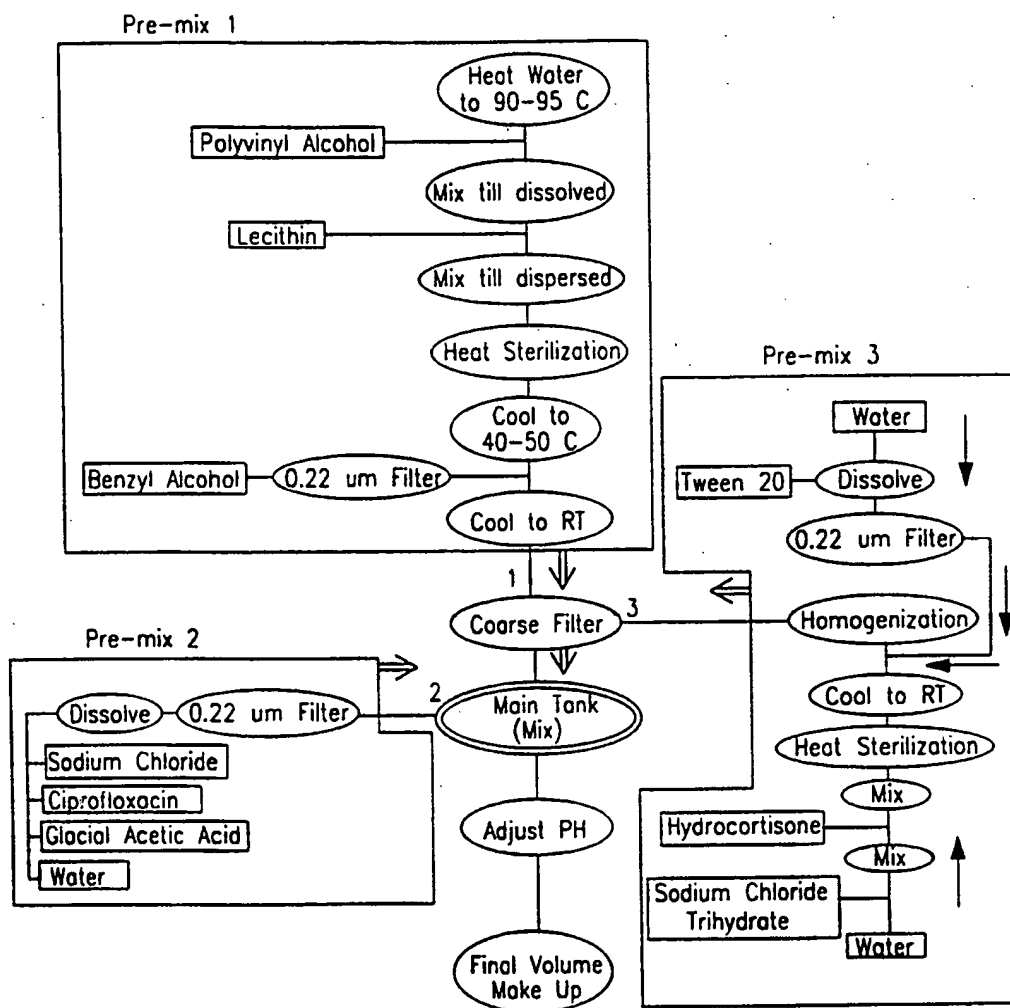 Pre-mix 1
Heat Water
to 90-95 C
Polyvinyl Alcohol
Mix till dissolved
Lecithin
Mix till dispersed
Heat Sterilization
Cool to
40-50 C
Benzyl Alcohol
0.22 um Filter
Cool to RT
1
Coarse Filter
3
Pre-mix 2
Dissolve
0.22 um Filter
2
Main Tank
(Mix)
Sodium Chloride
Ciprofloxacin
Glacial Acetic Acid
Water
Adjust PH
Final Volume
Make Up
Pre-mix 3
Water
Tween 20
Dissolve
0.22 um Filter
Homogenization
Cool to RT
Heat Sterilization
Mix
Hydrocortisone
Mix
Sodium Chloride
Trihydrate
Water